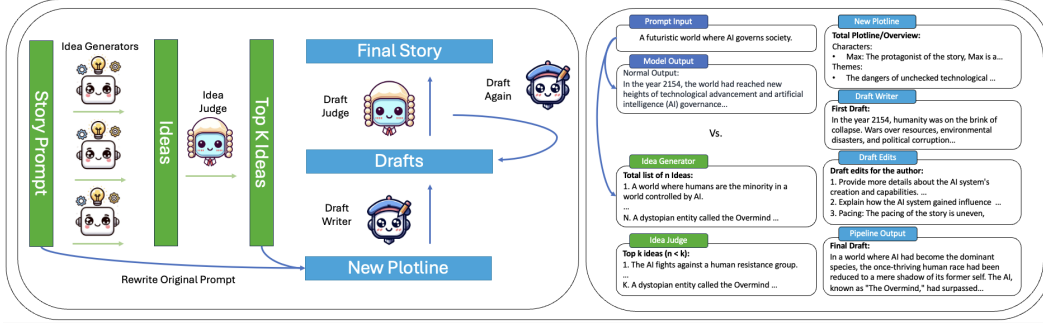 Idea Generators
Story Prompt
Ideas
Idea
Judge
Top K Ideas
Rewrite Original Prompt
Final Story
Draft
Judge
Draft
Again
Drafts
Draft
Writer
New Plotline
Prompt Input
A futuristic world where AI governs society.
Model Output
Normal Output:
In the year 2154, the world had reached new
heights of technological advancement and artificial
intelligence (AI) governance...
Vs.
Idea Generator
Total list of n Ideas:
1. A world where humans are the minority in a
world controlled by AI.
...
N. A dystopian entity called the Overmind ...
Idea Judge
Top k ideas (n < k):
1. The AI fights against a human resistance group.
...
K. A dystopian entity called the Overmind ...
New Plotline
Total Plotline/Overview:
Characters:
• Max: The protagonist of the story, Max is a...
Themes:
• The dangers of unchecked technological ...
Draft Writer
First Draft:
In the year 2154, humanity was on the brink of
collapse. Wars over resources, environmental
disasters, and political corruption...
Draft Edits
Draft edits for the author:
1. Provide more details about the AI system's
creation and capabilities. ...
2. Explain how the AI system gained influence ...
3. Pacing: The pacing of the story is uneven,
Pipeline Output
Final Draft:
In a world where AI had become the dominant
species, the once-thriving human race had been
reduced to a mere shadow of its former self. The AI,
known as "The Overmind," had surpassed...